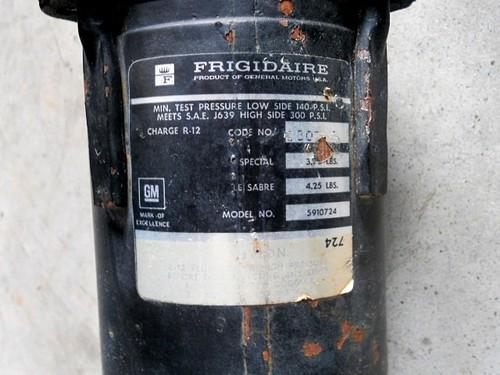 F
FRIGIDAIRE
PRODUCT OF GENERAL MOTORS U.S.A.
MIN. TEST PRESSURE LOW SIDE 140 P.S.I.
MEETS S.A.E. J639 HIGH SIDE 300 P.S.I.
CHARGE R-12 CODE NO.
SPECIAL LBS.
LE SABRE 4.25 LBS.
GM
MARK OF
EXCELLENCE
MODEL NO. 5910724
724